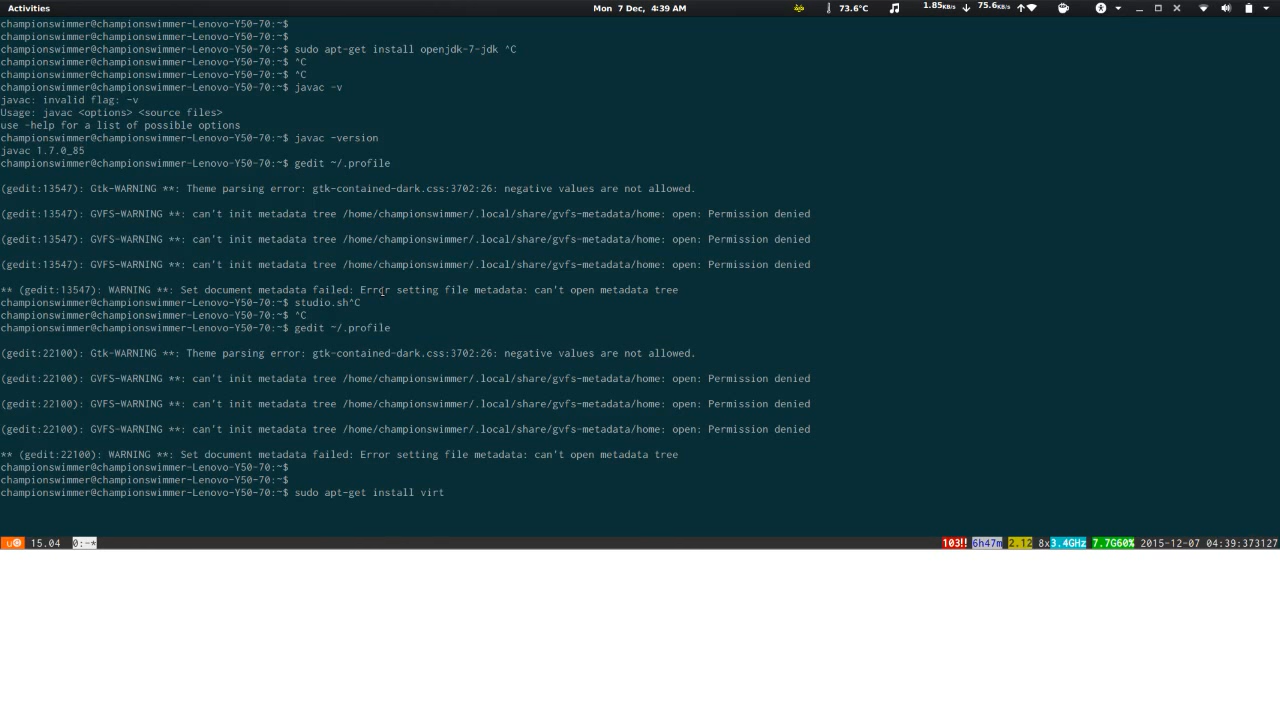 Activities
Mon 7 Dec, 4:39 AM
73.6°C
1.85KB/s 75.6KB/s
championswimmer@championswimmer-Lenovo-Y50-70:~$
championswimmer@championswimmer-Lenovo-Y50-70:~$
championswimmer@championswimmer-Lenovo-Y50-70:~$ sudo apt-get install openjdk-7-jdk ^C
championswimmer@championswimmer-Lenovo-Y50-70:~$ ^C
championswimmer@championswimmer-Lenovo-Y50-70:~$ ^C
championswimmer@championswimmer-Lenovo-Y50-70:~$ javac -v
javac: invalid flag: -v
Usage: javac <options> <source files>
use -help for a list of possible options
championswimmer@championswimmer-Lenovo-Y50-70:~$ javac -version
javac 1.7.0_85
championswimmer@championswimmer-Lenovo-Y50-70:~$ gedit ~/.profile
(gedit:13547): Gtk-WARNING **: Theme parsing error: gtk-contained-dark.css:3702:26: negative values are not allowed.
(gedit:13547): GVFS-WARNING **: can't init metadata tree /home/championswimmer/.local/share/gvfs-metadata/home: open: Permission denied
(gedit:13547): GVFS-WARNING **: can't init metadata tree /home/championswimmer/.local/share/gvfs-metadata/home: open: Permission denied
(gedit:13547): GVFS-WARNING **: can't init metadata tree /home/championswimmer/.local/share/gvfs-metadata/home: open: Permission denied
** (gedit:13547): WARNING **: Set document metadata failed: Error setting file metadata: can't open metadata tree
championswimmer@championswimmer-Lenovo-Y50-70:~$ studio.sh^C
championswimmer@championswimmer-Lenovo-Y50-70:~$ ^C
championswimmer@championswimmer-Lenovo-Y50-70:~$ gedit ~/.profile
(gedit:22100): Gtk-WARNING **: Theme parsing error: gtk-contained-dark.css:3702:26: negative values are not allowed.
(gedit:22100): GVFS-WARNING **: can't init metadata tree /home/championswimmer/.local/share/gvfs-metadata/home: open: Permission denied
(gedit:22100): GVFS-WARNING **: can't init metadata tree /home/championswimmer/.local/share/gvfs-metadata/home: open: Permission denied
(gedit:22100): GVFS-WARNING **: can't init metadata tree /home/championswimmer/.local/share/gvfs-metadata/home: open: Permission denied
** (gedit:22100): WARNING **: Set document metadata failed: Error setting file metadata: can't open metadata tree
championswimmer@championswimmer-Lenovo-Y50-70:~$
championswimmer@championswimmer-Lenovo-Y50-70:~$
championswimmer@championswimmer-Lenovo-Y50-70:~$ sudo apt-get install virt
u 15.04 0:-* 103!! 6h47m 2.12 8x3.4GHz 7.7G60% 2015-12-07 04:39:373127